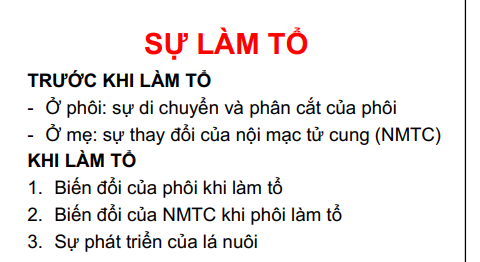 SỰ LÀM TỔ
TRƯỚC KHI LÀM TỔ
- Ở phôi: sự di chuyển và phân cắt của phôi
- Ở mẹ: sự thay đổi của nội mạc tử cung (NMTC)
KHI LÀM TỔ
1. Biến đổi của phôi khi làm tổ
2. Biến đổi của NMTC khi phôi làm tổ
3. Sự phát triển của lá nuôi